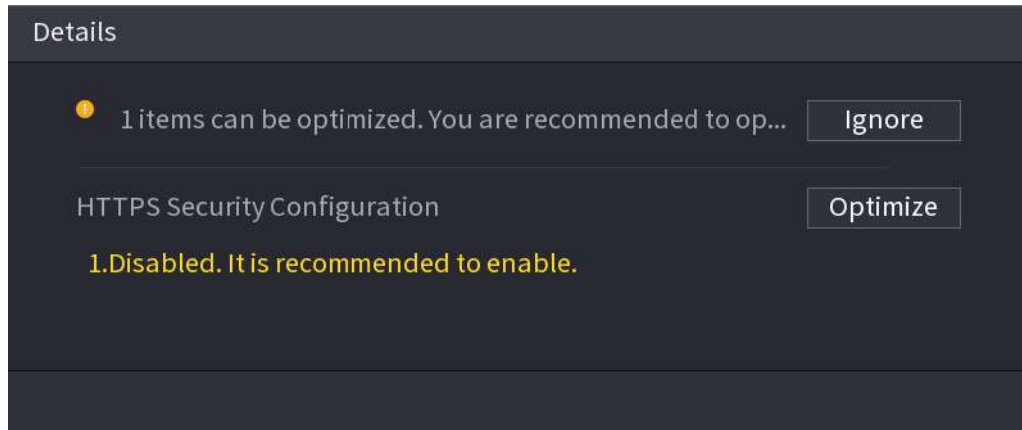 Details
1 items can be optimized. You are recommended to op... Ignore
HTTPS Security Configuration Optimize
1.Disabled. It is recommended to enable.